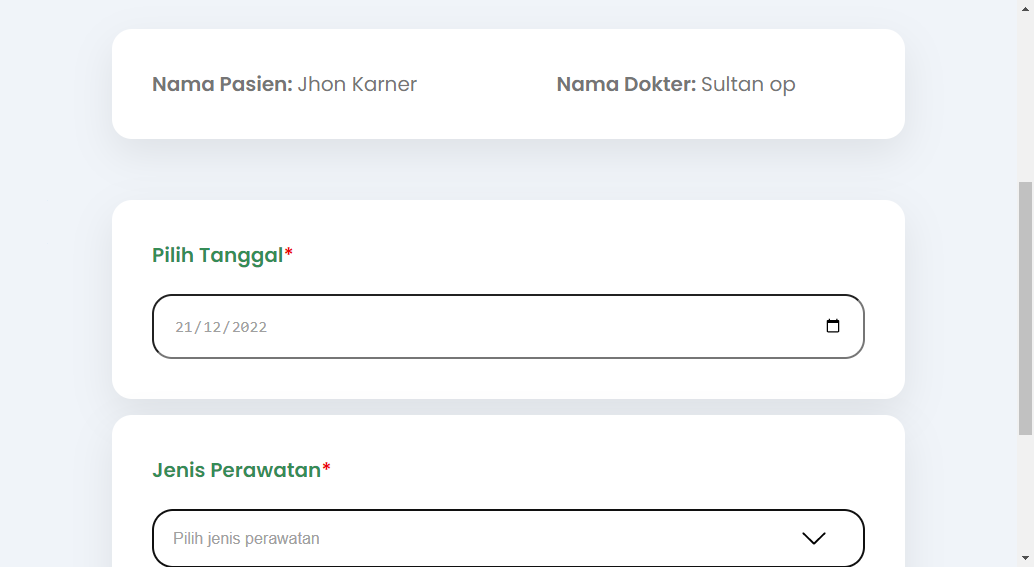 Nama Pasien: Jhon Karner Nama Dokter: Sultan op
Pilih Tanggal*
21/12/2022
Jenis Perawatan*
Pilih jenis perawatan